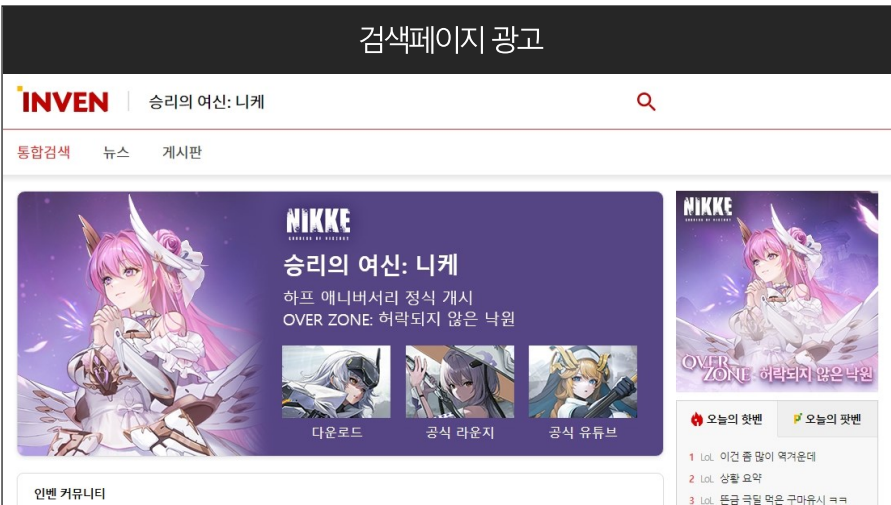 검색페이지 광고
INVEN
승리의 여신: 니케
통합검색 뉴스 게시판
NIKKE
GODDESS OF VICTORY
승리의 여신: 니케
하프 애니버서리 정식 개시
OVER ZONE: 허락되지 않은 낙원
다운로드 공식 라운지 공식 유튜브
인벤 커뮤니티
NIKKE
GODDESS OF VICTORY
OVER
ZONE 허락되지 않은 낙원
오늘의 핫벤 오늘의 팟벤
1 LoL 이건 좀 많이 역겨운데
2 LoL 상황 요약
3 LoL 뜬금 극딜 먹은 구마유시 ㅋㅋ